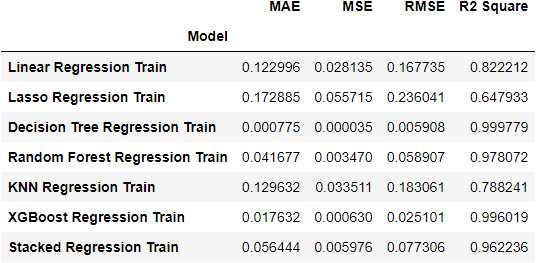 MAE MSE RMSE R2 Square
Model
Linear Regression Train 0.122996 0.028135 0.167735 0.822212
Lasso Regression Train 0.172885 0.055715 0.236041 0.647933
Decision Tree Regression Train 0.000775 0.000035 0.005908 0.999779
Random Forest Regression Train 0.041677 0.003470 0.058907 0.978072
KNN Regression Train 0.129632 0.033511 0.183061 0.788241
XGBoost Regression Train 0.017632 0.000630 0.025101 0.996019
Stacked Regression Train 0.056444 0.005976 0.077306 0.962236